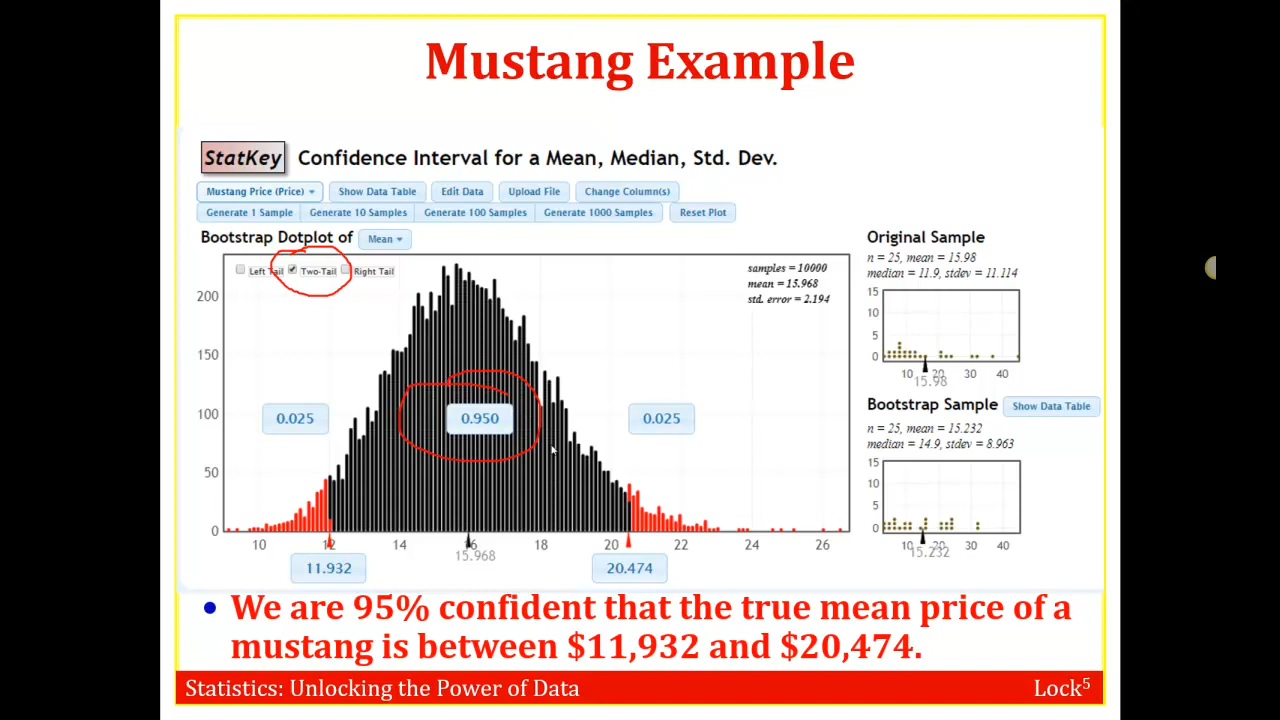 Mustang Example
StatKey Confidence Interval for a Mean, Median, Std. Dev.
Mustang Price (Price) Show Data Table Edit Data Upload File Change Column(s)
Generate 1 Sample Generate 10 Samples Generate 100 Samples Generate 1000 Samples Reset Plot
Bootstrap Dotplot of Mean
Left Tail Two-Tail Right Tail
samples = 10000
mean = 15.968
std. error = 2.194
200
150
100
50
0
0.025 0.950 0.025
10 12 14 16 18 20 22 24 26
15.968
11.932 20.474
Original Sample
n = 25, mean = 15.98
median = 11.9, stdev = 11.114
15
10
5
0
10 20 30 40
15.98
Bootstrap Sample Show Data Table
n = 25, mean = 15.232
median = 14.9, stdev = 8.963
15
10
5
0
10 20 30 40
15.232
We are 95% confident that the true mean price of a
mustang is between $11,932 and $20,474.
Statistics: Unlocking the Power of Data Lock5